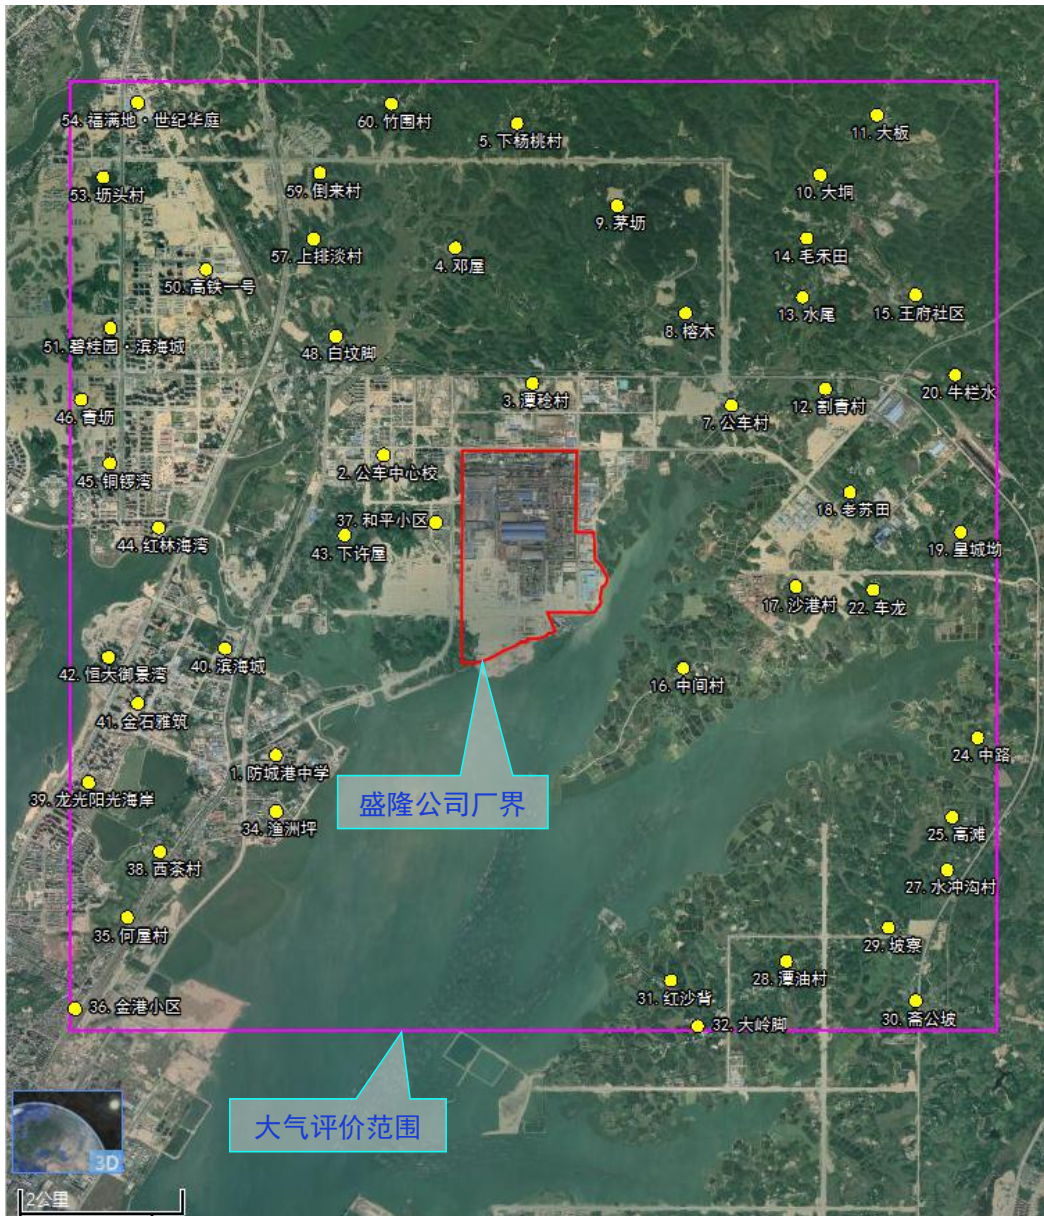 54. 福满地·世纪华庭
60. 竹围村
5. 下杨桃村
11. 大板
53. 坜头村
59. 倒来村
10. 大垌
9. 茅坜
57. 上排淡村
4. 邓屋
14. 毛禾田
50. 高铁一号
13. 水尾
15. 王府社区
8. 榕木
51. 碧桂园·滨海城
48. 白坟脚
20. 牛栏水
46. 青坜
3. 潭稔村
12. 割青村
7. 公车村
45. 铜锣湾
2. 公车中心校
18. 老苏田
37. 和平小区
44. 红林海湾
43. 下许屋
19. 星城坳
17. 沙港村
22. 车龙
42. 恒大御景湾
40. 滨海城
16. 中间村
41. 金石雅筑
24. 中路
1. 防城港中学
39. 龙光阳光海岸
盛隆公司厂界
34. 渔洲坪
25. 高滩
38. 西茶村
27. 水冲沟村
35. 何屋村
29. 坡寮
28. 潭油村
31. 红沙背
36. 金港小区
30. 斋公坡
32. 大岭脚
大气评价范围
3D
2公里